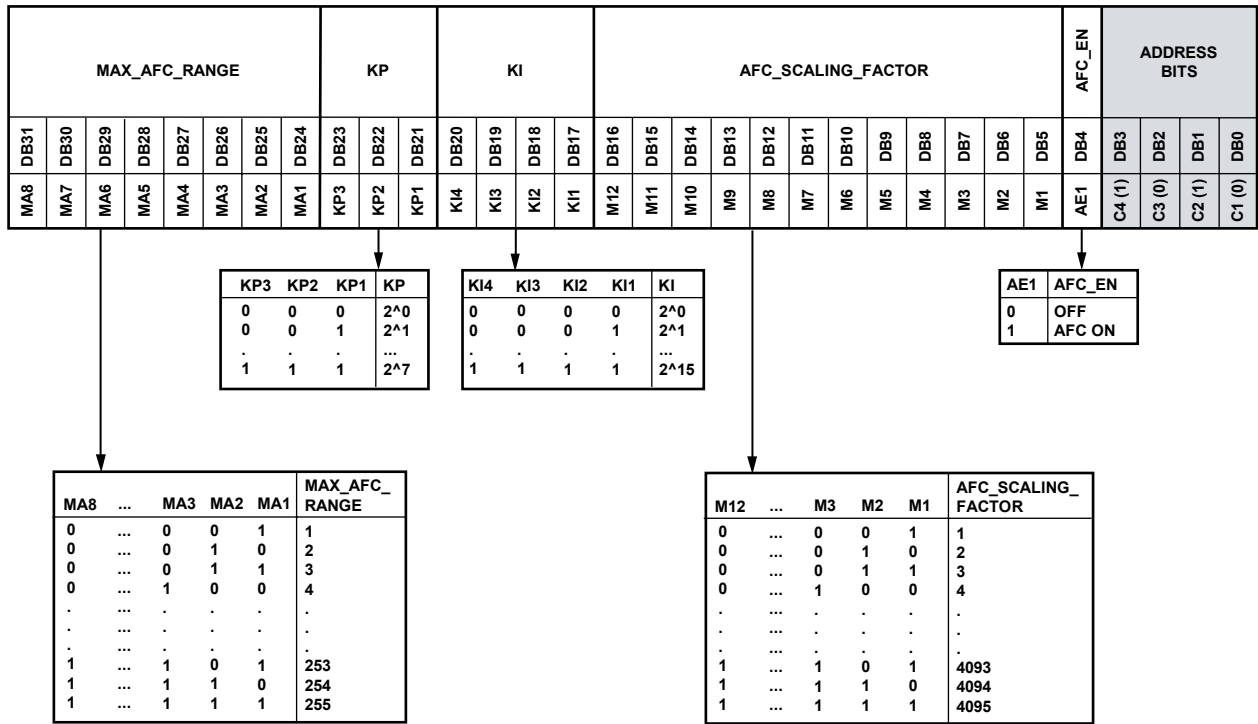 MAX_AFC_RANGE KP KI AFC_SCALING_FACTOR AFC_EN ADDRESS
BITS
DB31 DB30 DB29 DB28 DB27 DB26 DB25 DB24 DB23 DB22 DB21 DB20 DB19 DB18 DB17 DB16 DB15 DB14 DB13 DB12 DB11 DB10 DB9 DB8 DB7 DB6 DB5 DB4 DB3 DB2 DB1 DB0
MA8 MA7 MA6 MA5 MA4 MA3 MA2 MA1 KP3 KP2 KP1 KI4 KI3 KI2 KI1 M12 M11 M10 M9 M8 M7 M6 M5 M4 M3 M2 M1 AE1 C4 (1) C3 (0) C2 (1) C1 (0)
KP3 KP2 KP1 KP
0 0 0 2^0
0 0 1 2^1
. . . ...
1 1 1 2^7
KI4 KI3 KI2 KI1 KI
0 0 0 0 2^0
0 0 0 1 2^1
. . . . ...
1 1 1 1 2^15
AE1 AFC_EN
0 OFF
1 AFC ON
MA8 ... MA3 MA2 MA1 MAX_AFC_
RANGE
0 ... 0 0 1 1
0 ... 0 1 0 2
0 ... 0 1 1 3
0 ... 1 0 0 4
. ... . . . .
. ... . . . .
. ... . . . .
1 ... 1 0 1 253
1 ... 1 1 0 254
1 ... 1 1 1 255
M12 ... M3 M2 M1 AFC_SCALING_
FACTOR
0 ... 0 0 1 1
0 ... 0 1 0 2
0 ... 0 1 1 3
0 ... 1 0 0 4
. ... . . . .
. ... . . . .
. ... . . . .
1 ... 1 0 1 4093
1 ... 1 1 0 4094
1 ... 1 1 1 4095